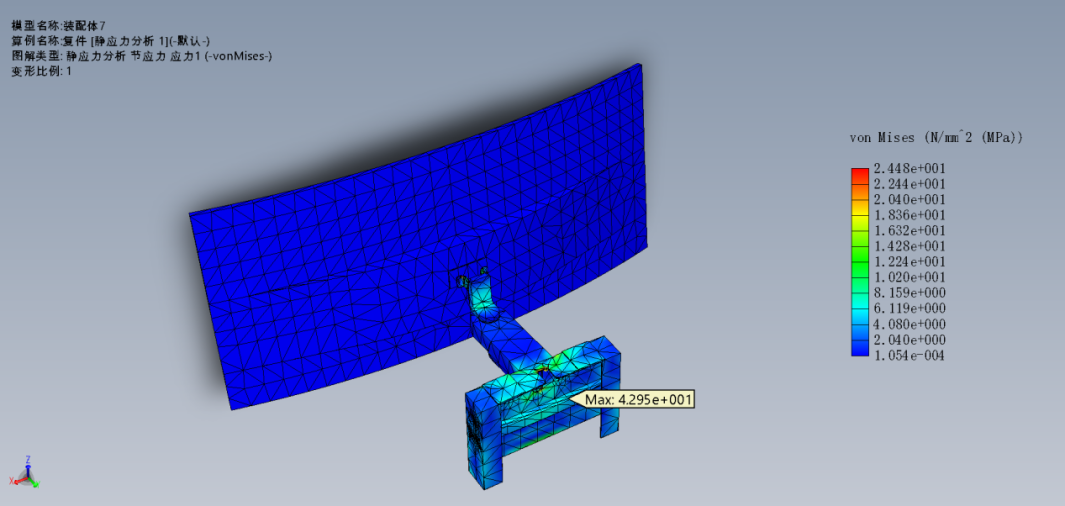 模型名称:装配体7
算例名称:复件 [静应力分析 1](-默认-)
图解类型: 静应力分析 节应力 应力1 (-vonMises-)
变形比例: 1
von Mises (N/mm^2 (MPa))
2.448e+001
2.244e+001
2.040e+001
1.836e+001
1.632e+001
1.428e+001
1.224e+001
1.020e+001
8.159e+000
6.119e+000
4.080e+000
2.040e+000
1.054e-004
Max: 4.295e+001
Z
X